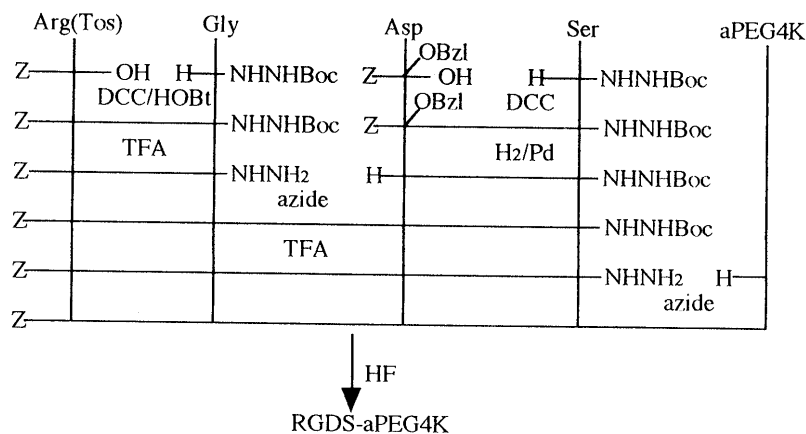 Arg(Tos) Gly Asp Ser aPEG4K
OBzl
Z OH H NHNHBoc Z OH H NHNHBoc
DCC/HOBt OBzl DCC
Z NHNHBoc Z NHNHBoc
TFA H2/Pd
Z NHNH2 H NHNHBoc
azide
Z NHNHBoc
TFA
Z NHNH2 H
azide
Z
HF
RGDS-aPEG4K